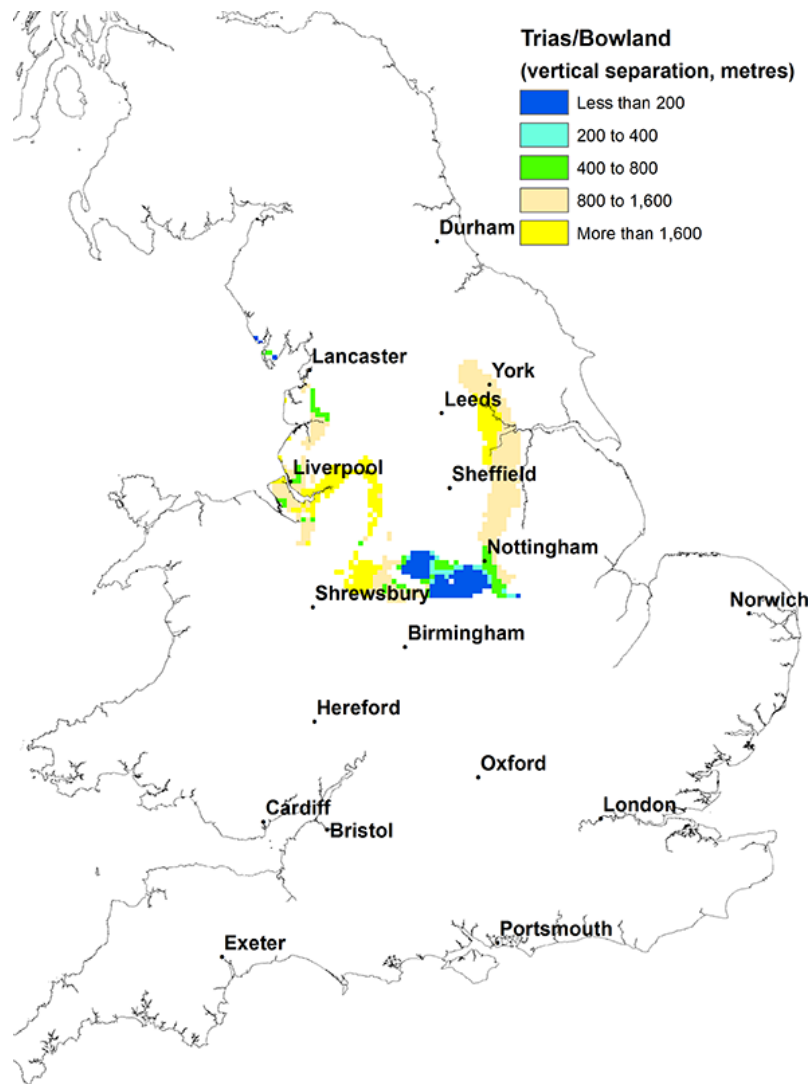 Trias/Bowland
(vertical separation, metres)
Less than 200
200 to 400
400 to 800
800 to 1,600
More than 1,600
Durham
Lancaster
York
Leeds
Liverpool
Sheffield
Nottingham
Shrewsbury
Norwich
Birmingham
Hereford
Oxford
Cardiff
London
Bristol
Portsmouth
Exeter